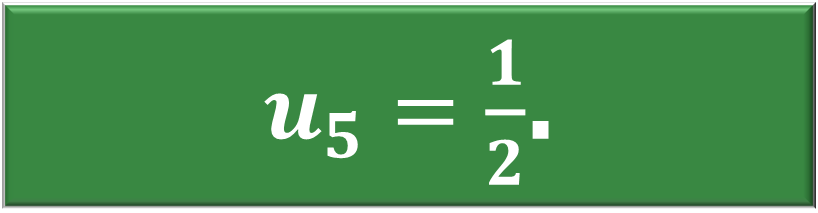 u₅ = 1/2.